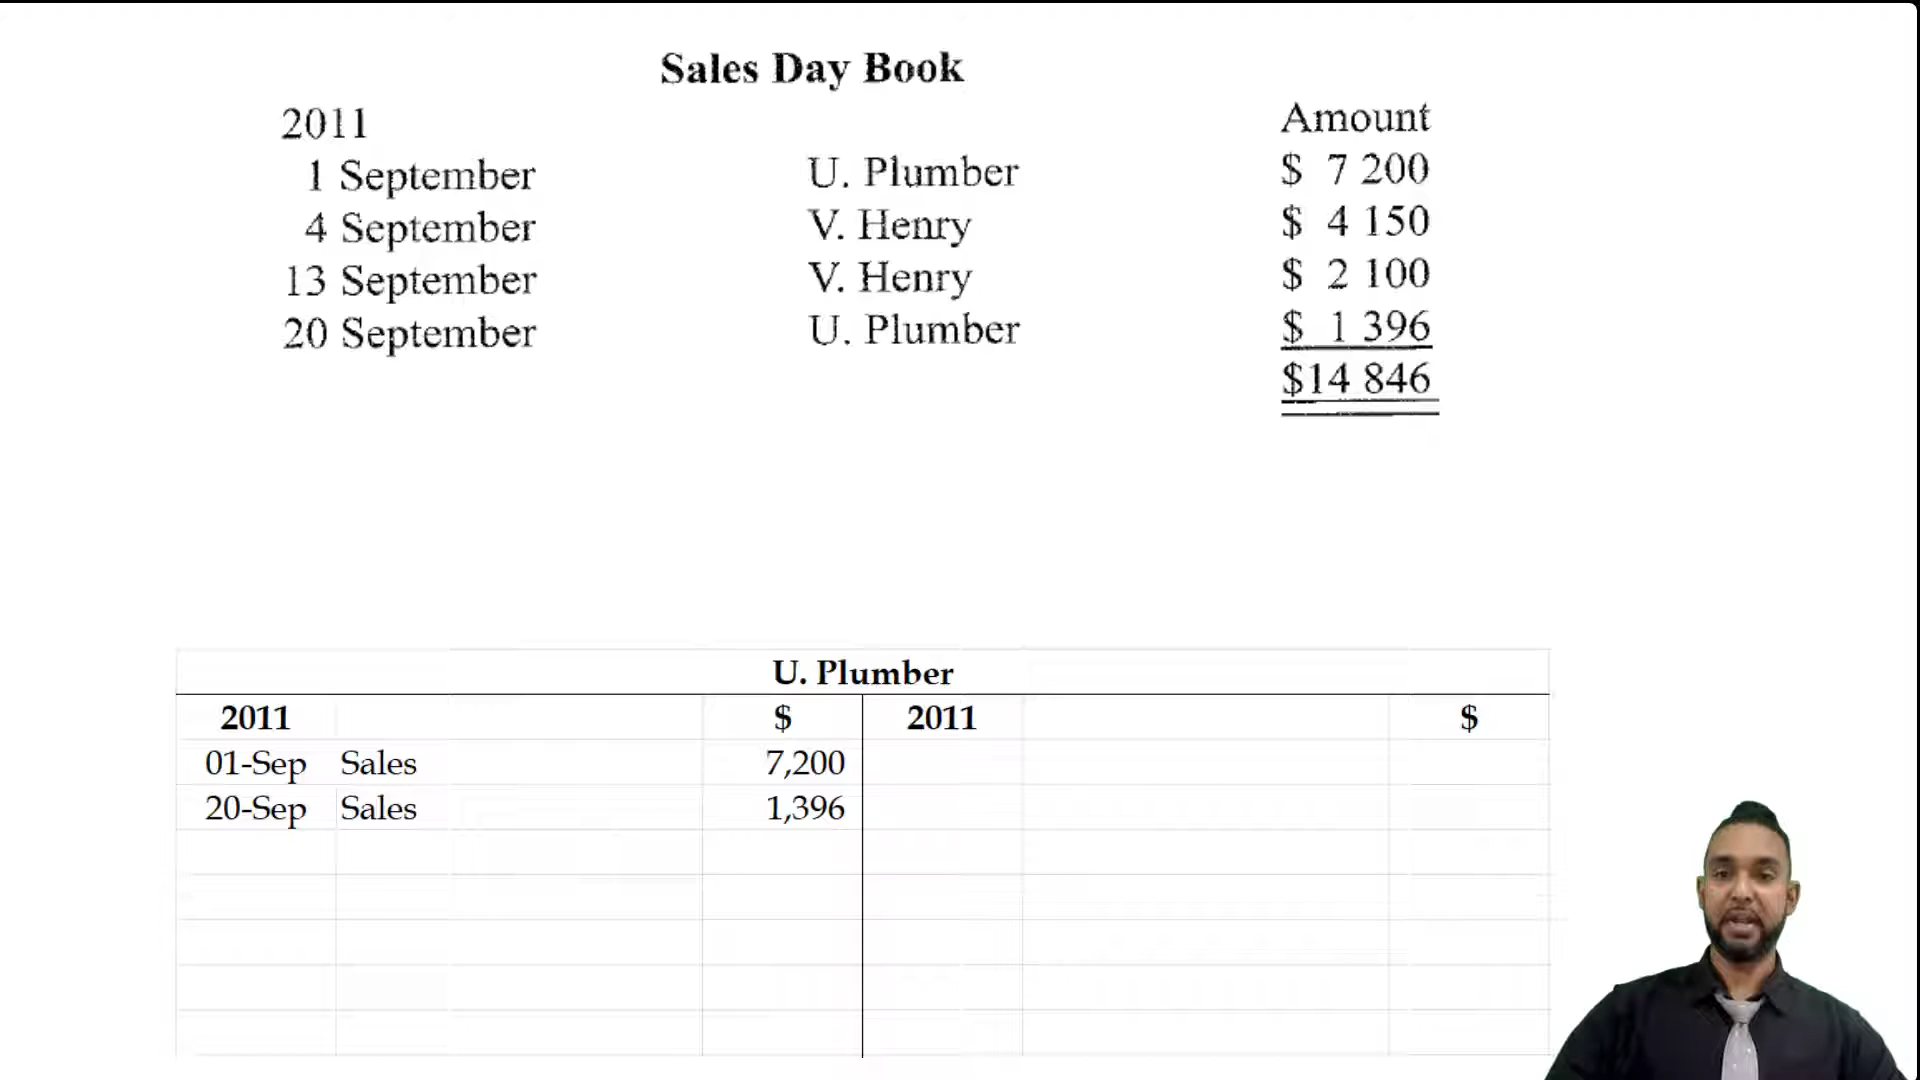 Sales Day Book
2011 Amount
1 September U. Plumber $ 7 200
4 September V. Henry $ 4 150
13 September V. Henry $ 2 100
20 September U. Plumber $ 1 396
$14 846
U. Plumber
2011 $ 2011 $
01-Sep Sales 7,200
20-Sep Sales 1,396